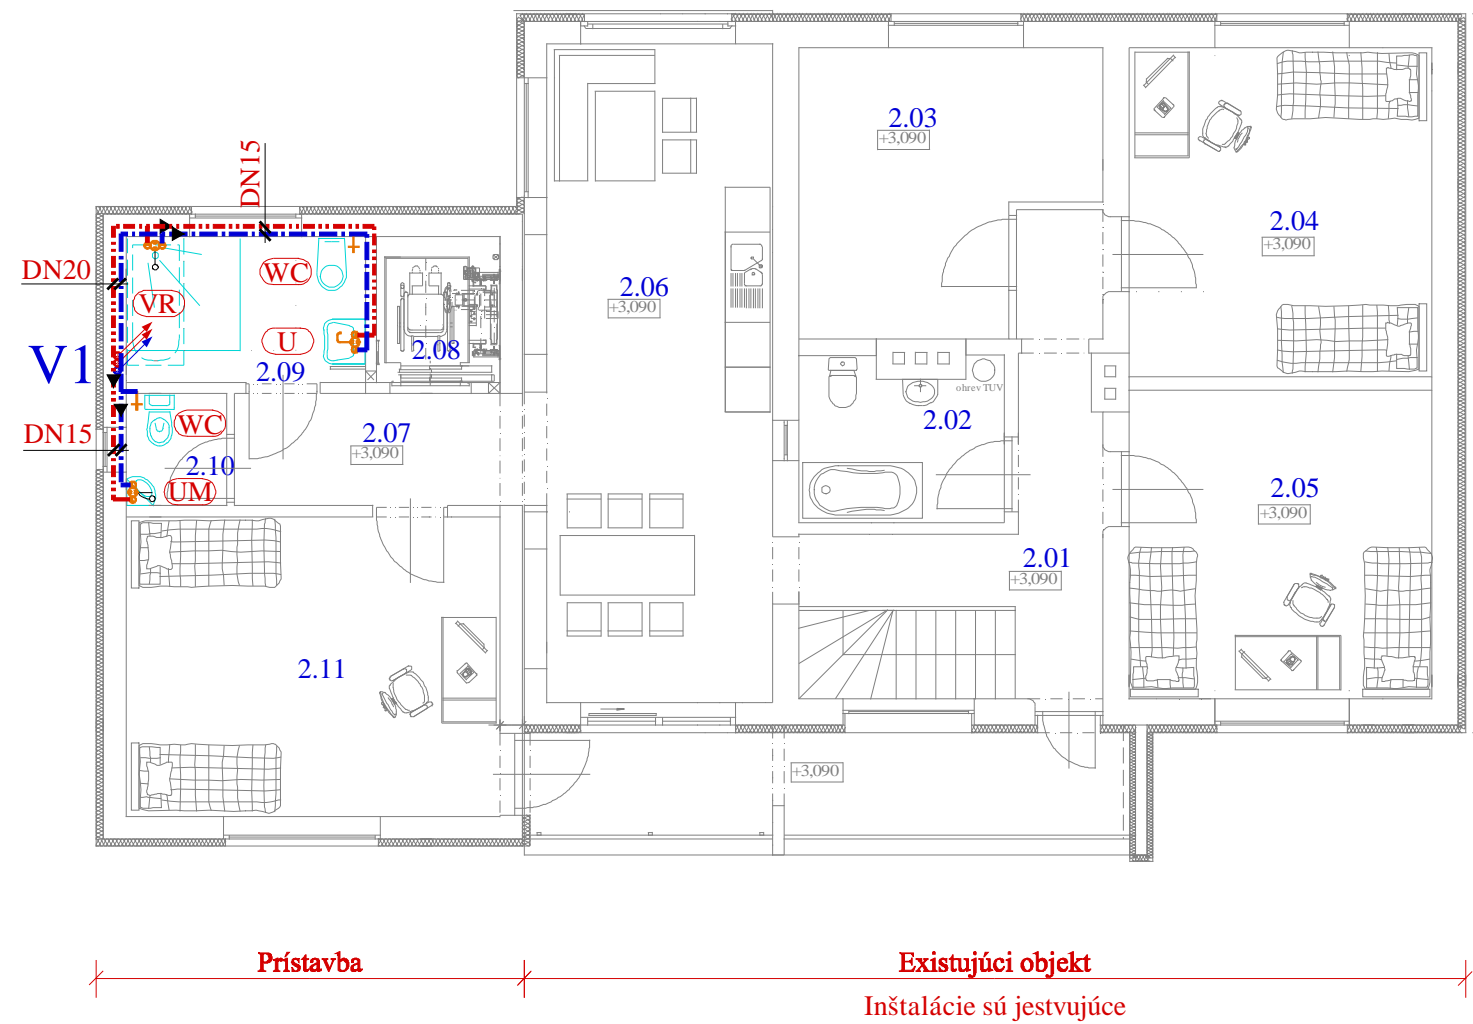 2.03
+3,090
DN15
2.04
+3,090
DN20
WC
VR
2.06
+3,090
U
V1
2.08
2.09
ohrev TUV
2.02
WC
DN15
2.07
+3,090
2.10
UM
2.05
+3,090
2.01
+3,090
2.11
+3,090
Prístavba
Existujúci objekt
Inštalácie sú jestvujúce